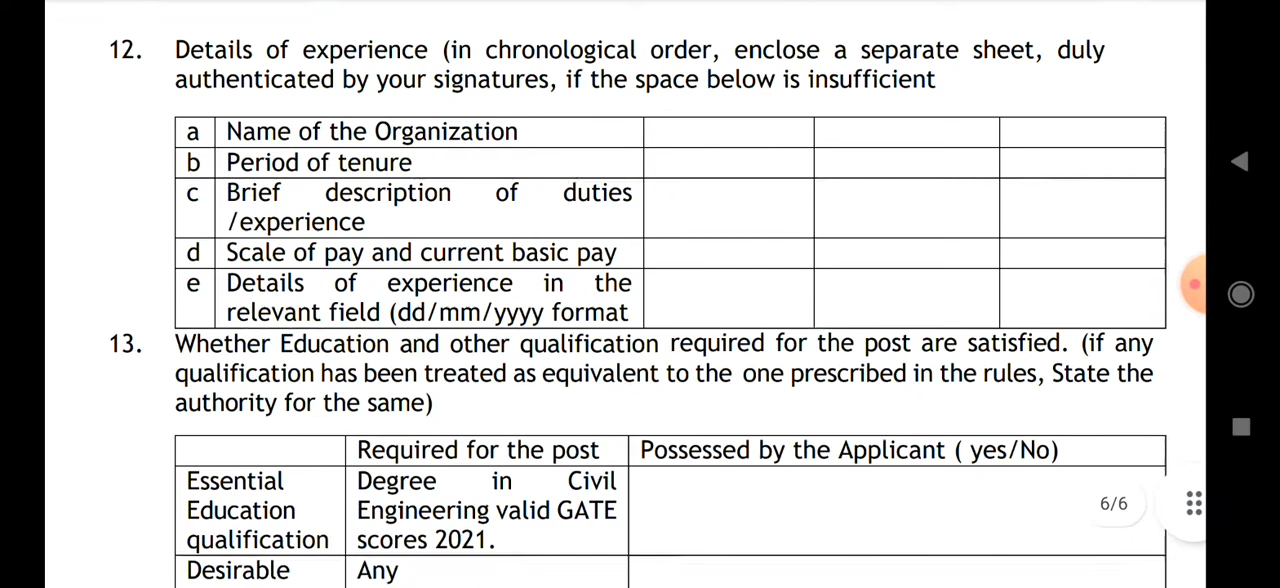 12. Details of experience (in chronological order, enclose a separate sheet, duly
authenticated by your signatures, if the space below is insufficient
a Name of the Organization
b Period of tenure
c Brief description of duties
/experience
d Scale of pay and current basic pay
e Details of experience in the
relevant field (dd/mm/yyyy format
13. Whether Education and other qualification required for the post are satisfied. (if any
qualification has been treated as equivalent to the one prescribed in the rules, State the
authority for the same)
Required for the post Possessed by the Applicant ( yes/No)
Essential Degree in Civil
Education Engineering valid GATE
qualification scores 2021.
Desirable Any
6/6